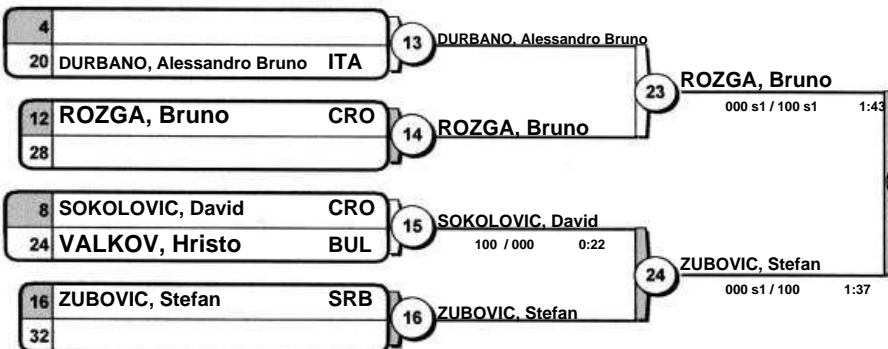 4
20 DURBANO, Alessandro Bruno ITA
13 DURBANO, Alessandro Bruno
12 ROZGA, Bruno CRO
28
14 ROZGA, Bruno
23 ROZGA, Bruno
000 s1 / 100 s1 1:43
8 SOKOLOVIC, David CRO
24 VALKOV, Hristo BUL
15 SOKOLOVIC, David
100 / 000 0:22
16 ZUBOVIC, Stefan SRB
32
16 ZUBOVIC, Stefan
24 ZUBOVIC, Stefan
000 s1 / 100 1:37